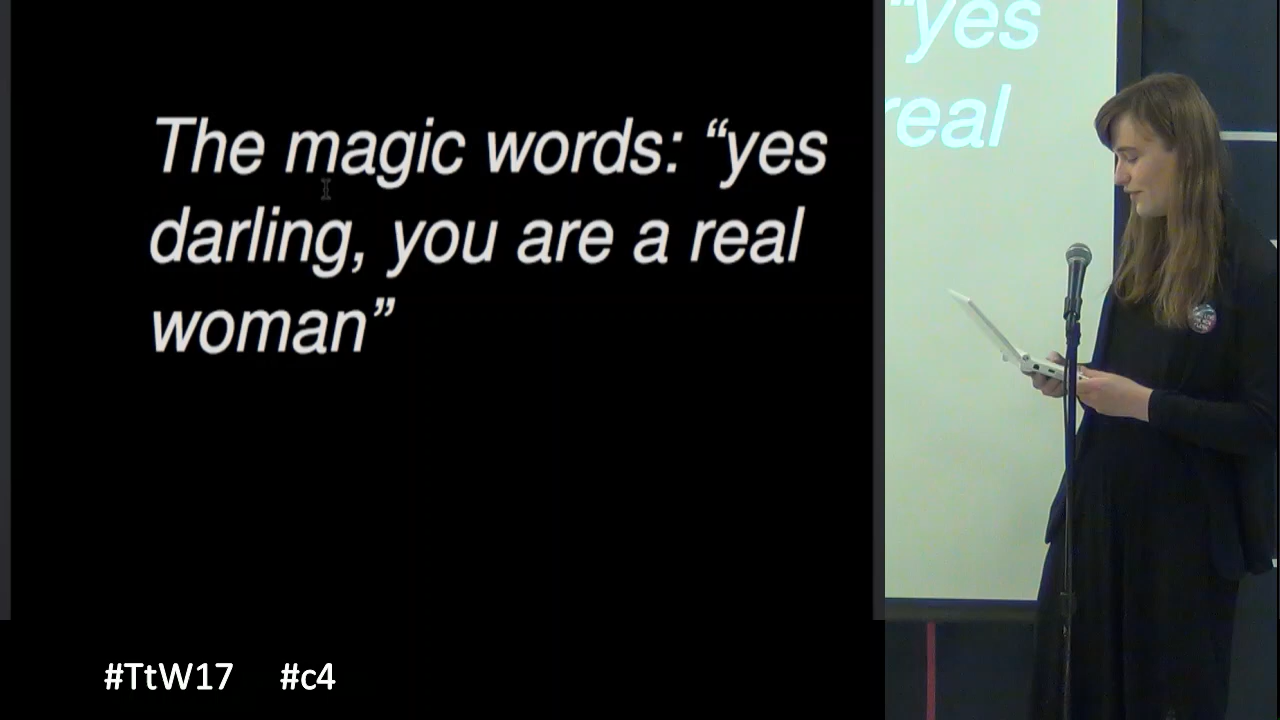 The magic words: “yes
darling, you are a real
woman”
“yes
real
#TtW17 #c4